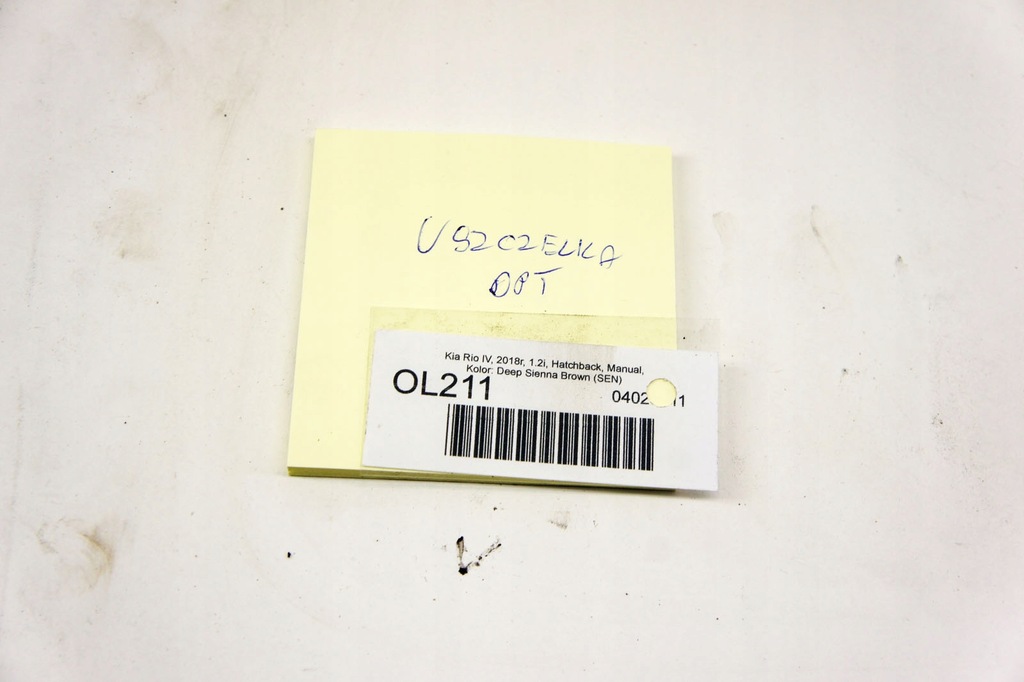 USZCZELKA
DPT
Kia Rio IV, 2018r, 1.2i, Hatchback, Manual,
Kolor: Deep Sienna Brown (SEN)
OL211